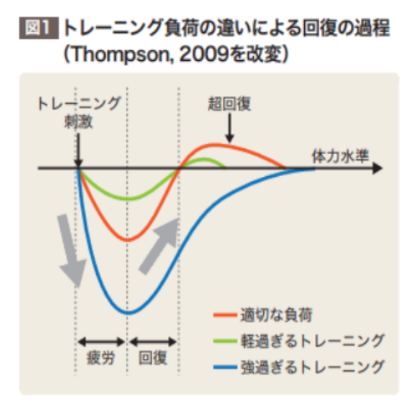 図1 トレーニング負荷の違いによる回復の過程
(Thompson, 2009を改変)
トレーニング
刺激
超回復
体力水準
適切な負荷
軽過ぎるトレーニング
強過ぎるトレーニング
疲労
回復